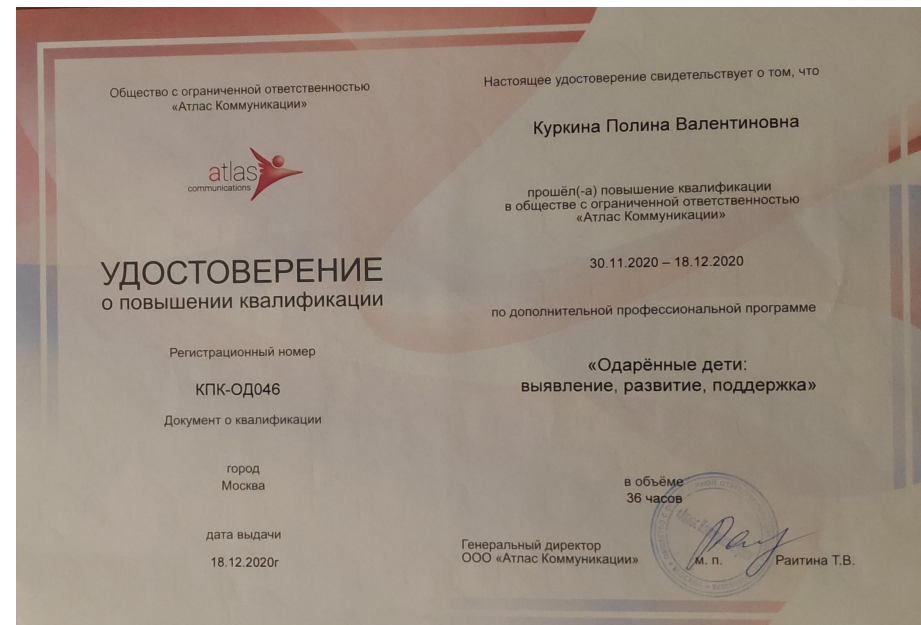 Общество с ограниченной ответственностью
«Атлас Коммуникации»
atlas
communications
УДОСТОВЕРЕНИЕ
о повышении квалификации
Регистрационный номер
КПК-ОД046
Документ о квалификации
город
Москва
дата выдачи
18.12.2020г
Настоящее удостоверение свидетельствует о том, что
Куркина Полина Валентиновна
прошёл(-а) повышение квалификации
в обществе с ограниченной ответственностью
«Атлас Коммуникации»
30.11.2020 – 18.12.2020
по дополнительной профессиональной программе
«Одарённые дети:
выявление, развитие, поддержка»
в объёме
36 часов
Генеральный директор
ООО «Атлас Коммуникации»
м. п.
Раитина Т.В.